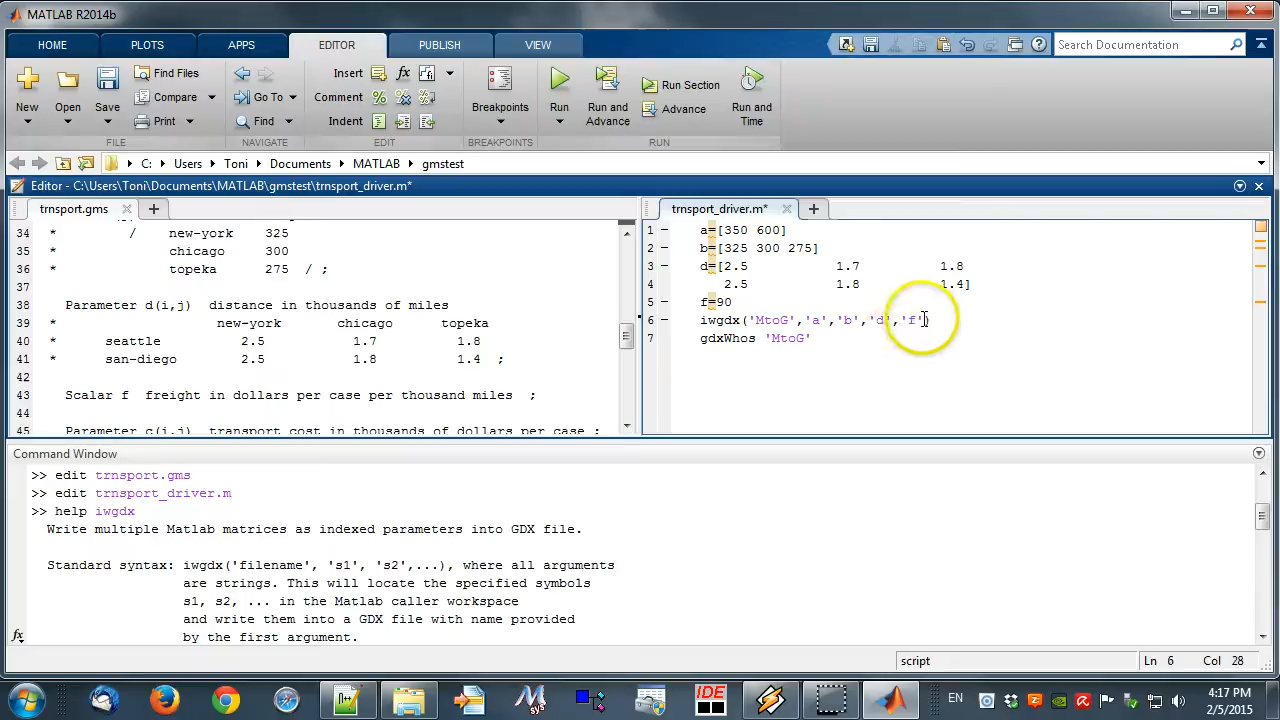 MATLAB R2014b
HOME PLOTS APPS EDITOR PUBLISH VIEW
Search Documentation
New Open Save Find Files Compare Print
Go To Find
Insert Comment Indent
Breakpoints
Run Run and Advance Run Section Advance Run and Time
FILE NAVIGATE EDIT BREAKPOINTS RUN
C: Users Toni Documents MATLAB gmstest
Editor - C:\Users\Toni\Documents\MATLAB\gmstest\trnsport_driver.m*
trnsport.gms
34 * / new-york 325
35 * chicago 300
36 * topeka 275 / ;
37
38 Parameter d(i,j) distance in thousands of miles
39 * new-york chicago topeka
40 * seattle 2.5 1.7 1.8
41 * san-diego 2.5 1.8 1.4 ;
42
43 Scalar f freight in dollars per case per thousand miles ;
44
45 Parameter c(i,j) transport cost in thousands of dollars per case ;
trnsport_driver.m*
1 a=[350 600]
2 b=[325 300 275]
3 d=[2.5 1.7 1.8
4 2.5 1.8 1.4]
5 f=90
6 iwgdx('MtoG','a','b','d','f')
7 gdxWhos 'MtoG'
Command Window
>> edit trnsport.gms
>> edit trnsport_driver.m
>> help iwgdx
Write multiple Matlab matrices as indexed parameters into GDX file.
Standard syntax: iwgdx('filename', 's1', 's2',...), where all arguments
are strings. This will locate the specified symbols
s1, s2, ... in the Matlab caller workspace
and write them into a GDX file with name provided
by the first argument.
fx
script Ln 6 Col 28
IDE
EN
4:17 PM
2/5/2015